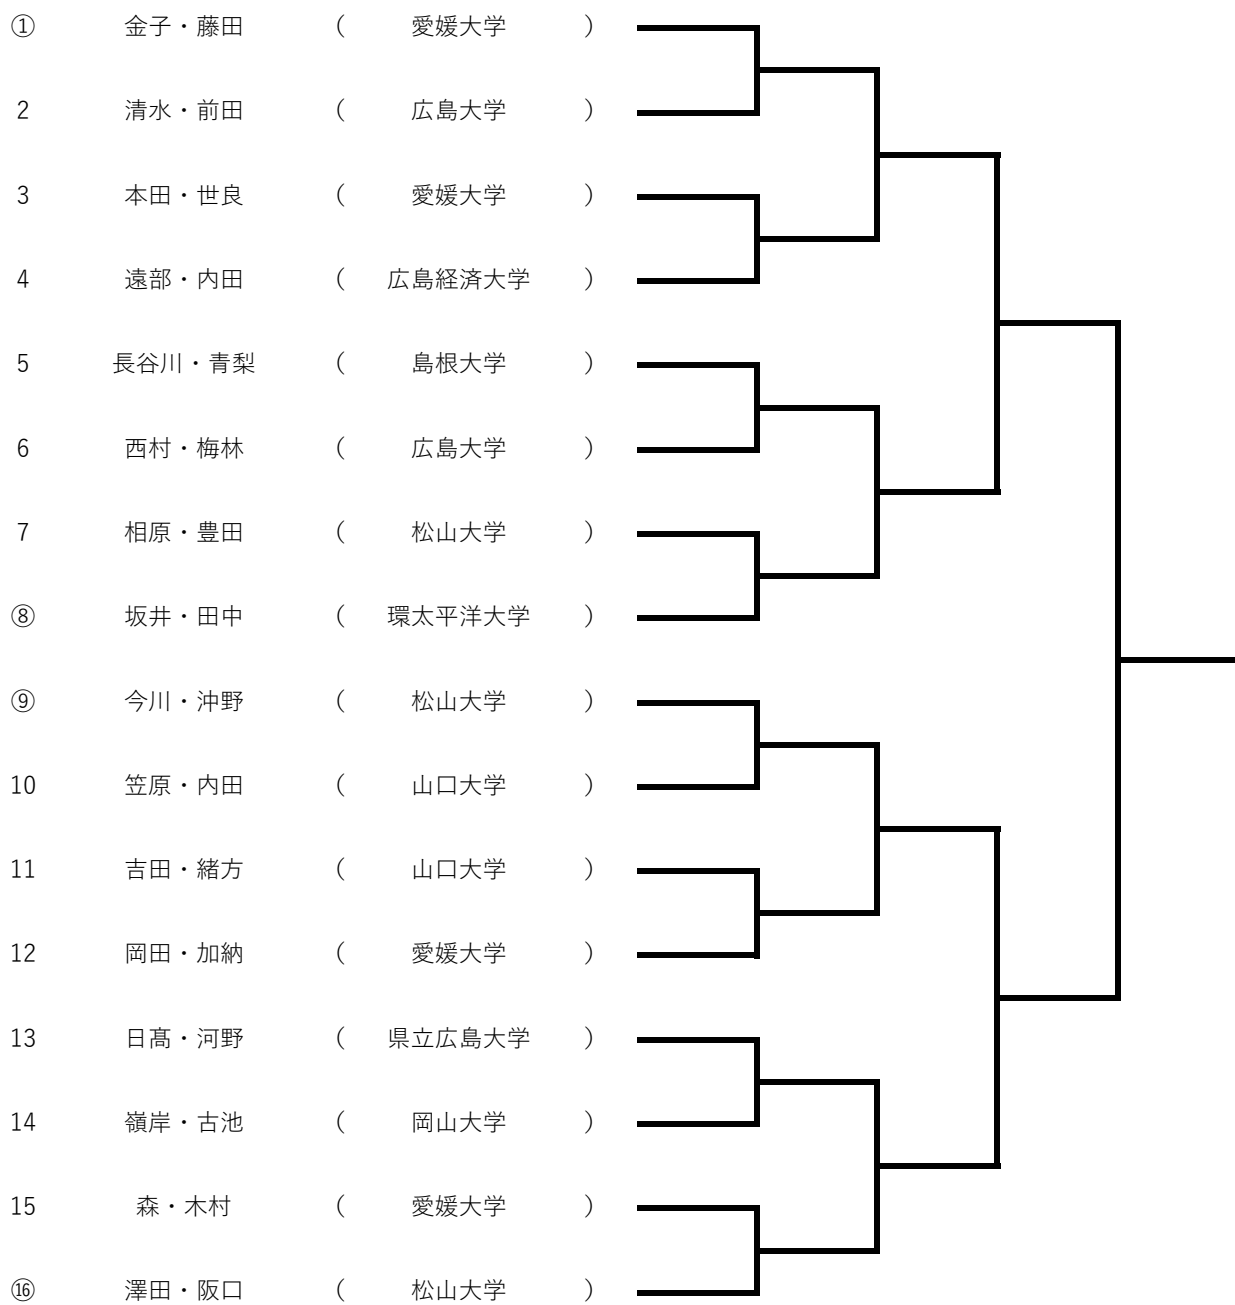 ① 金子・藤田 ( 愛媛大学 )
2 清水・前田 ( 広島大学 )
3 本田・世良 ( 愛媛大学 )
4 遠部・内田 ( 広島経済大学 )
5 長谷川・青梨 ( 島根大学 )
6 西村・梅林 ( 広島大学 )
7 相原・豊田 ( 松山大学 )
⑧ 坂井・田中 ( 環太平洋大学 )
⑨ 今川・沖野 ( 松山大学 )
10 笠原・内田 ( 山口大学 )
11 吉田・緒方 ( 山口大学 )
12 岡田・加納 ( 愛媛大学 )
13 日髙・河野 ( 県立広島大学 )
14 嶺岸・古池 ( 岡山大学 )
15 森・木村 ( 愛媛大学 )
⑯ 澤田・阪口 ( 松山大学 )